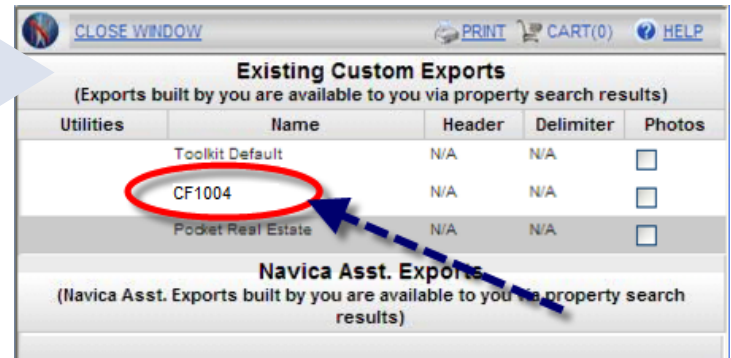 CLOSE WINDOW PRINT CART(0) HELP
Existing Custom Exports
(Exports built by you are available to you via property search results)
Utilities Name Header Delimiter Photos
Toolkit Default N/A N/A
CF1004 N/A N/A
Pocket Real Estate N/A N/A
Navica Asst. Exports
(Navica Asst. Exports built by you are available to you via property search
results)